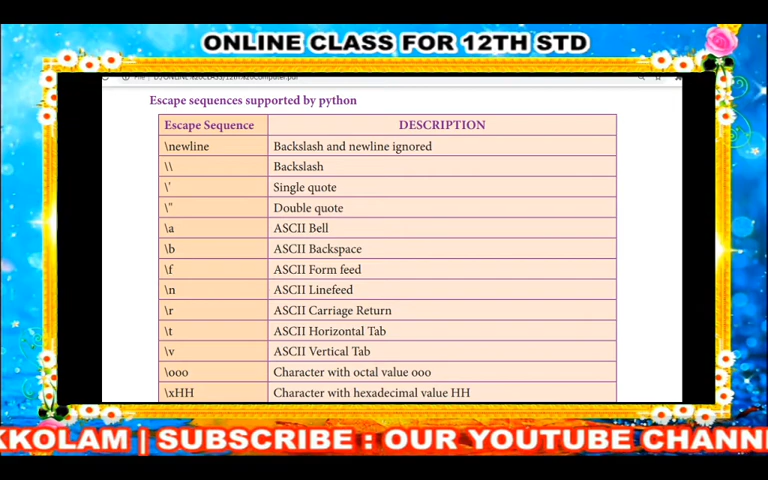 ONLINE CLASS FOR 12TH STD
Escape sequences supported by python
Escape Sequence DESCRIPTION
\newline Backslash and newline ignored
\\ Backslash
\' Single quote
\" Double quote
\a ASCII Bell
\b ASCII Backspace
\f ASCII Form feed
\n ASCII Linefeed
\r ASCII Carriage Return
\t ASCII Horizontal Tab
\v ASCII Vertical Tab
\ooo Character with octal value ooo
\xHH Character with hexadecimal value HH
KKOLAM | SUBSCRIBE : OUR YOUTUBE CHANN